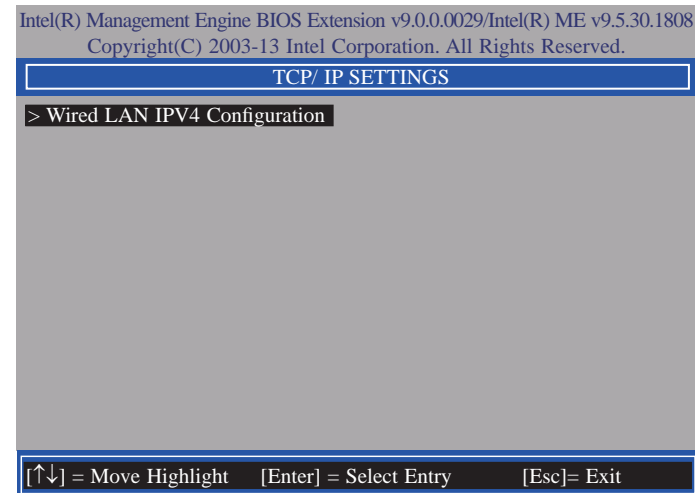 Intel(R) Management Engine BIOS Extension v9.0.0.0029/Intel(R) ME v9.5.30.1808
Copyright(C) 2003-13 Intel Corporation. All Rights Reserved.
TCP/ IP SETTINGS
> Wired LAN IPV4 Configuration
[↑↓] = Move Highlight [Enter] = Select Entry [Esc]= Exit